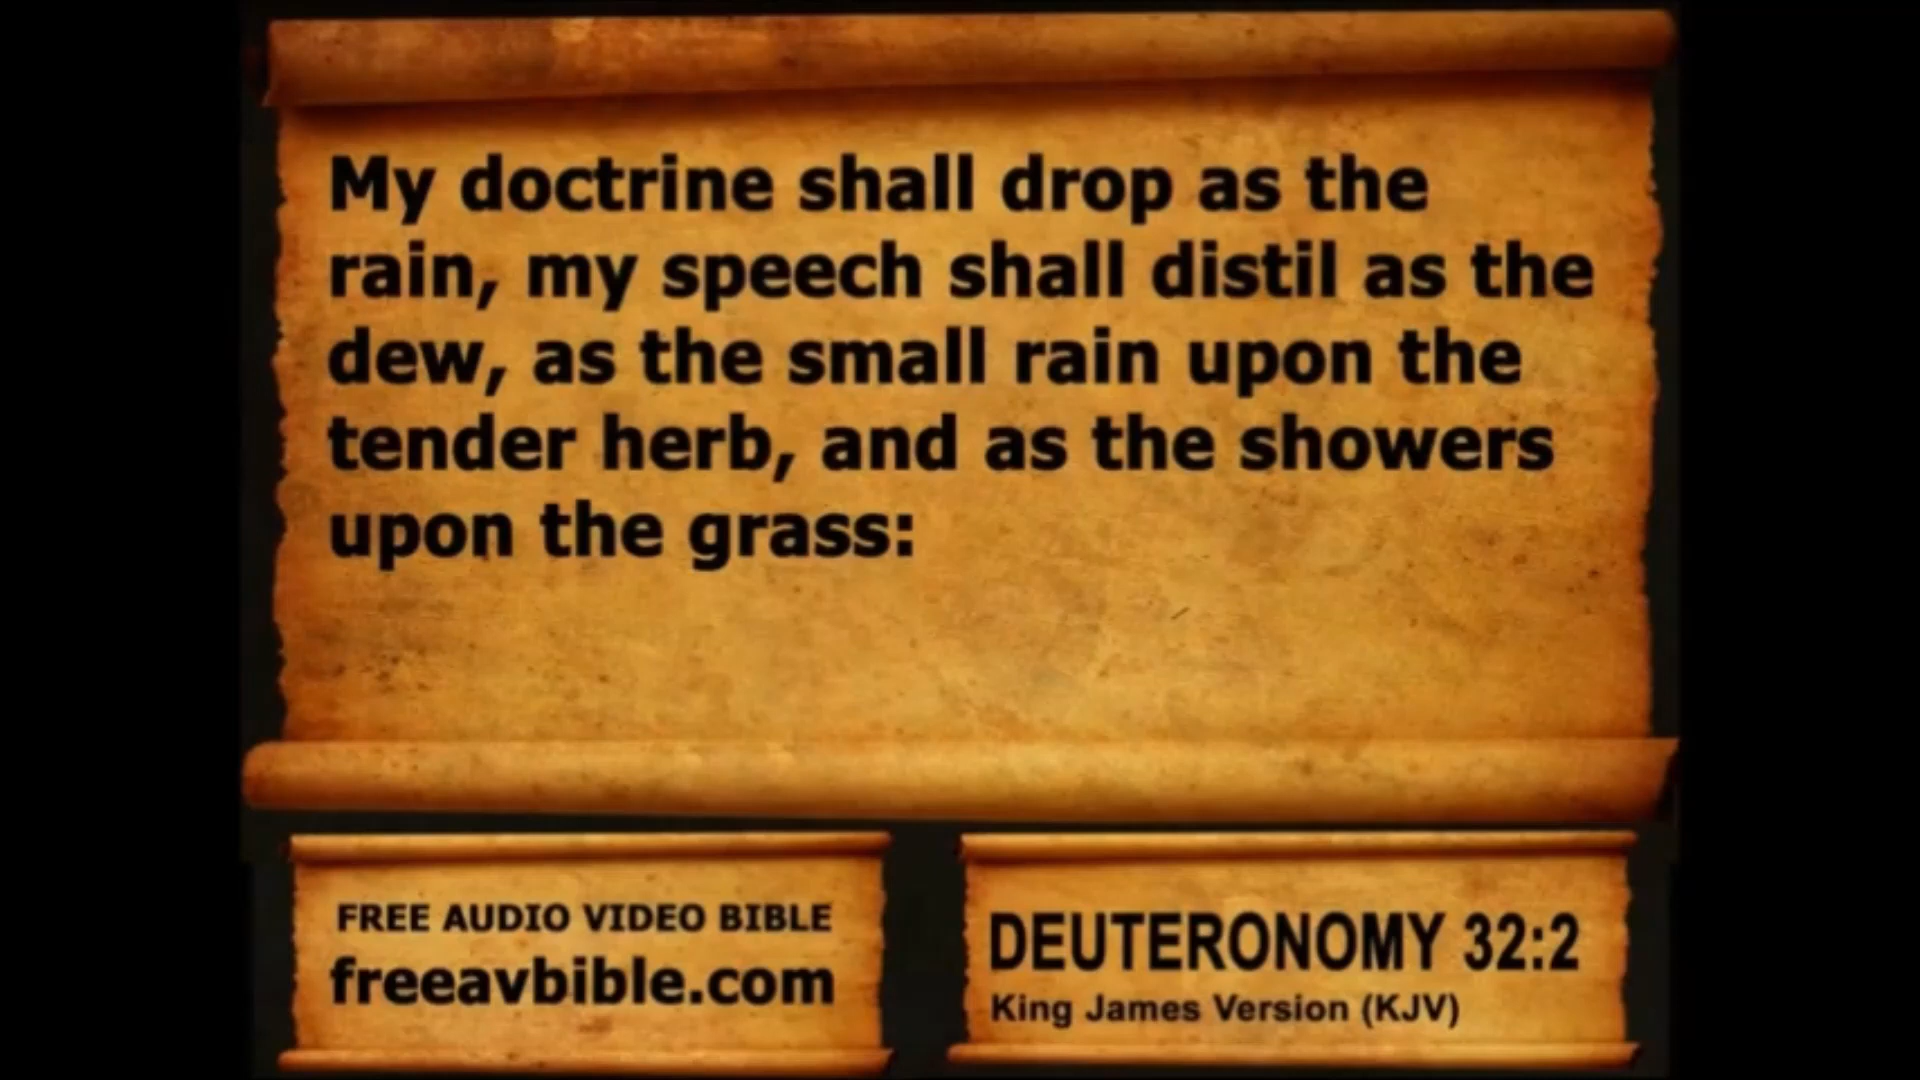 My doctrine shall drop as the
rain, my speech shall distil as the
dew, as the small rain upon the
tender herb, and as the showers
upon the grass:
FREE AUDIO VIDEO BIBLE
freeavbible.com
DEUTERONOMY 32:2
King James Version (KJV)